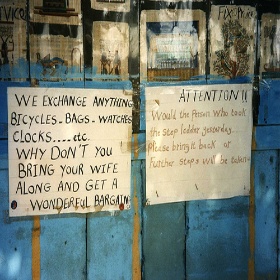 WE EXCHANGE ANYTHING
BICYCLES- BAGS- WATCHES
CLOCKS.....etc.
WHY DON'T YOU
BRING YOUR WIFE
ALONG AND GET A
WONDERFUL BARGAIN
ATTENTION!!
Would the Person who took
the step ladder yesterday
Please bring it back or
further steps will be taken